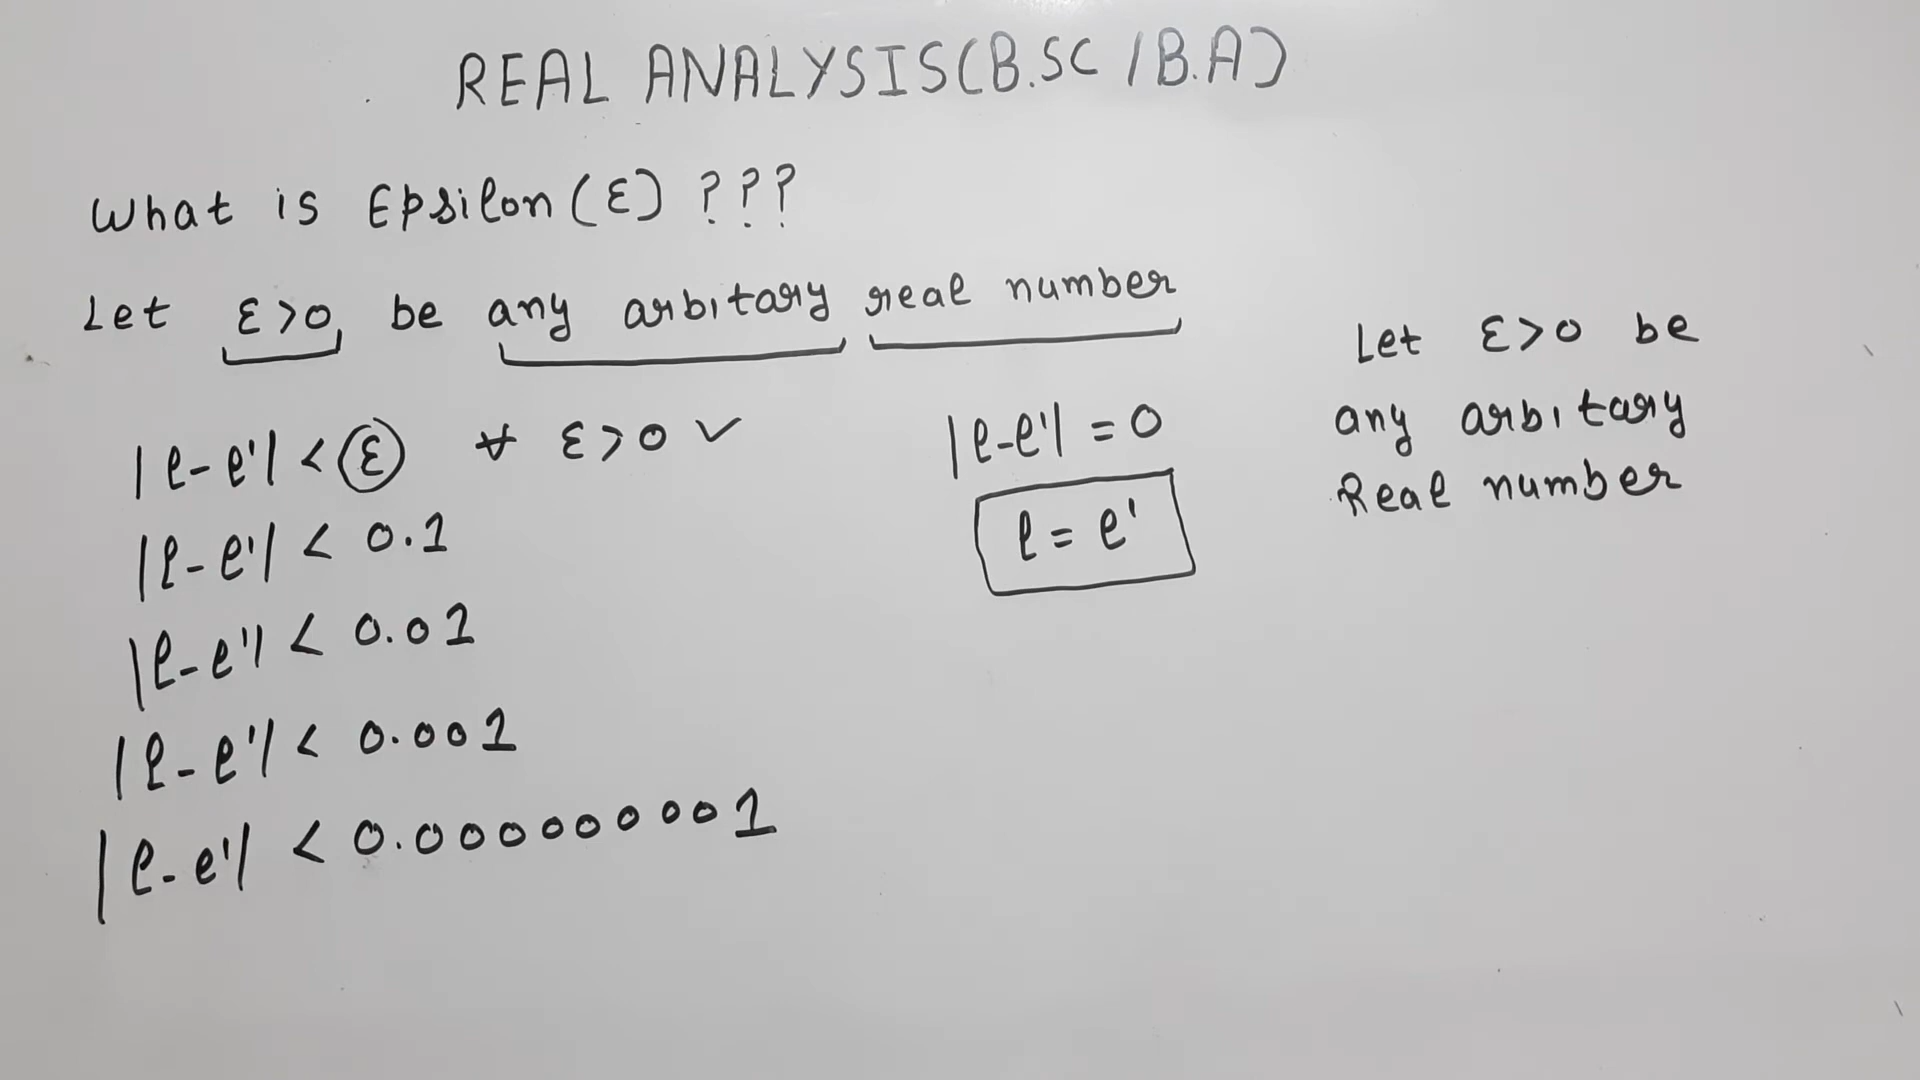 REAL ANALYSIS(B.SC / B.A)
What is Epsilon (ε) ???
Let ε>0, be any arbitary real number
|l-l'| < ε ∀ ε>0 ✓
|l-l'| < 0.1
|l-l'| < 0.01
|l-l'| < 0.001
|l-l'| < 0.000000001
|l-l'| = 0
l = l'
Let ε>0 be
any arbitary
Real number